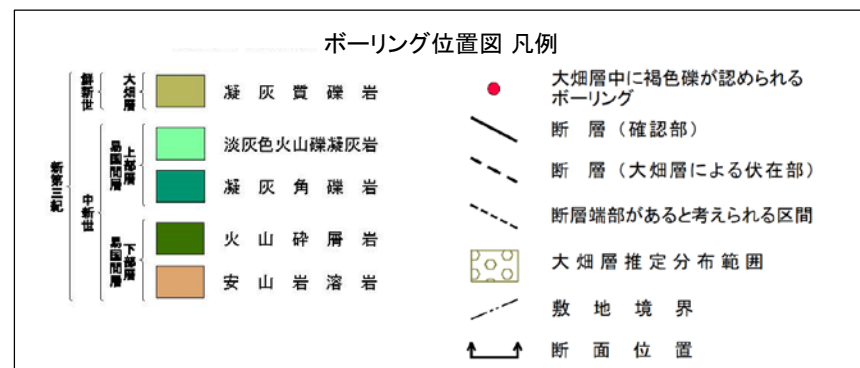 ボーリング位置図 凡例
新第三紀
鮮新世
大畑層
凝灰質礫岩
中新世
易国間層
上部層
淡灰色火山礫凝灰岩
凝灰角礫岩
易国間層
下部層
火山砕屑岩
安山岩溶岩
大畑層中に褐色礫が認められる
ボーリング
断層(確認部)
断層(大畑層による伏在部)
断層端部があると考えられる区間
大畑層推定分布範囲
敷地境界
断面位置